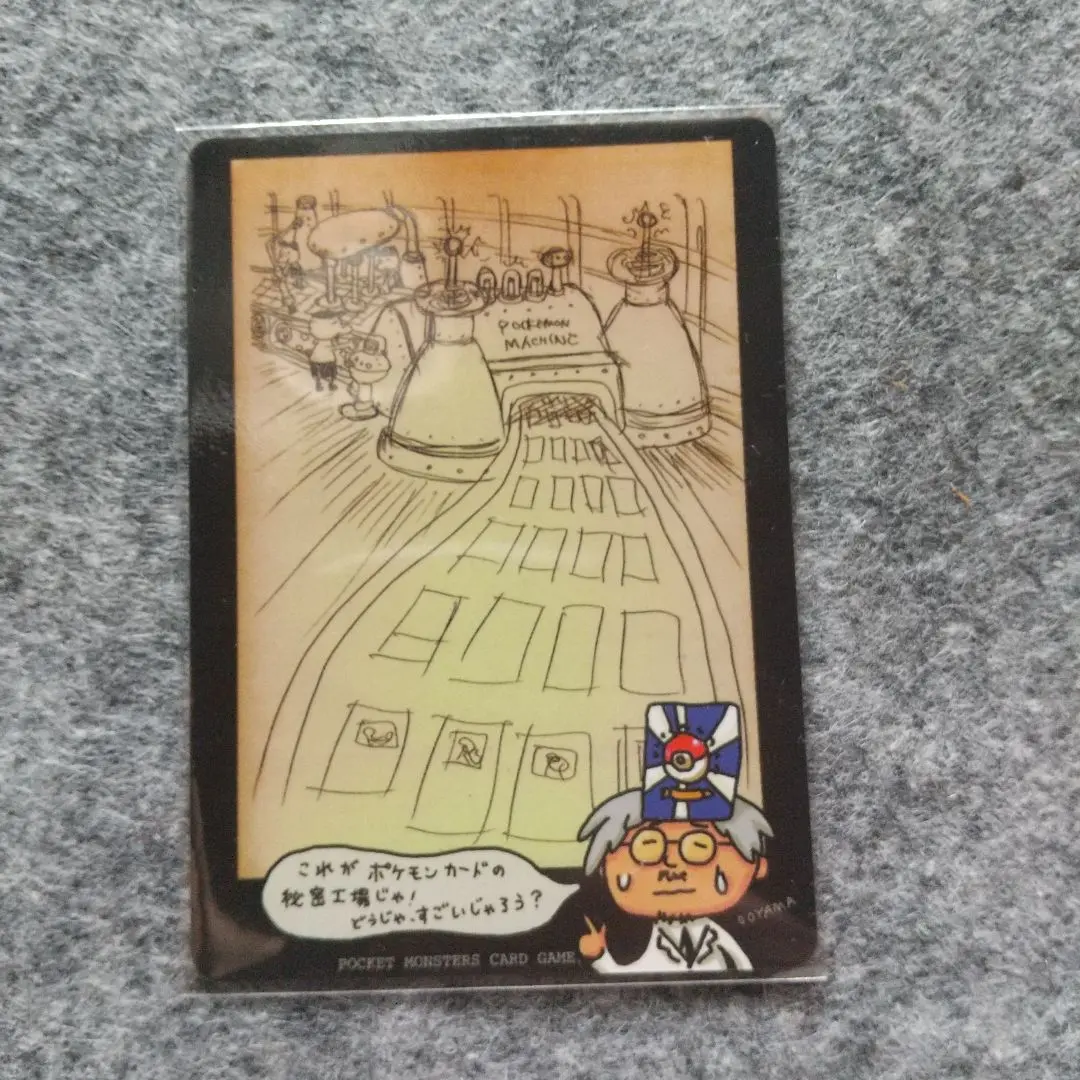 POCKEMON
MACHINE
これが ポケモンカードの
秘密工場じゃ!
どうじゃ、すごいじゃろう?
OOYAMA
POCKET MONSTERS CARD GAME